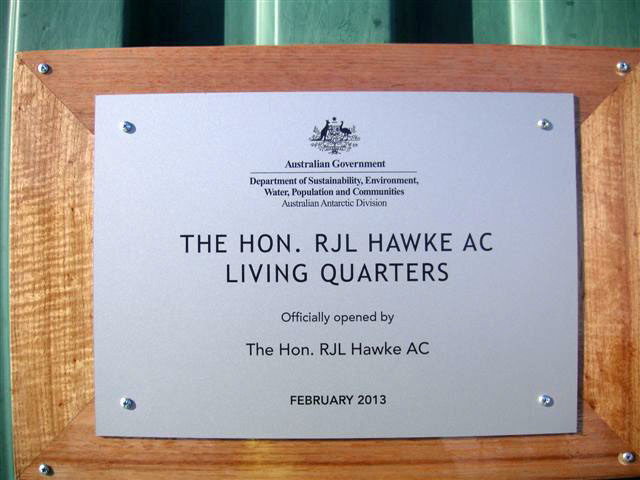 Australian Government
Department of Sustainability, Environment,
Water, Population and Communities
Australian Antarctic Division
THE HON. RJL HAWKE AC
LIVING QUARTERS
Officially opened by
The Hon. RJL Hawke AC
FEBRUARY 2013